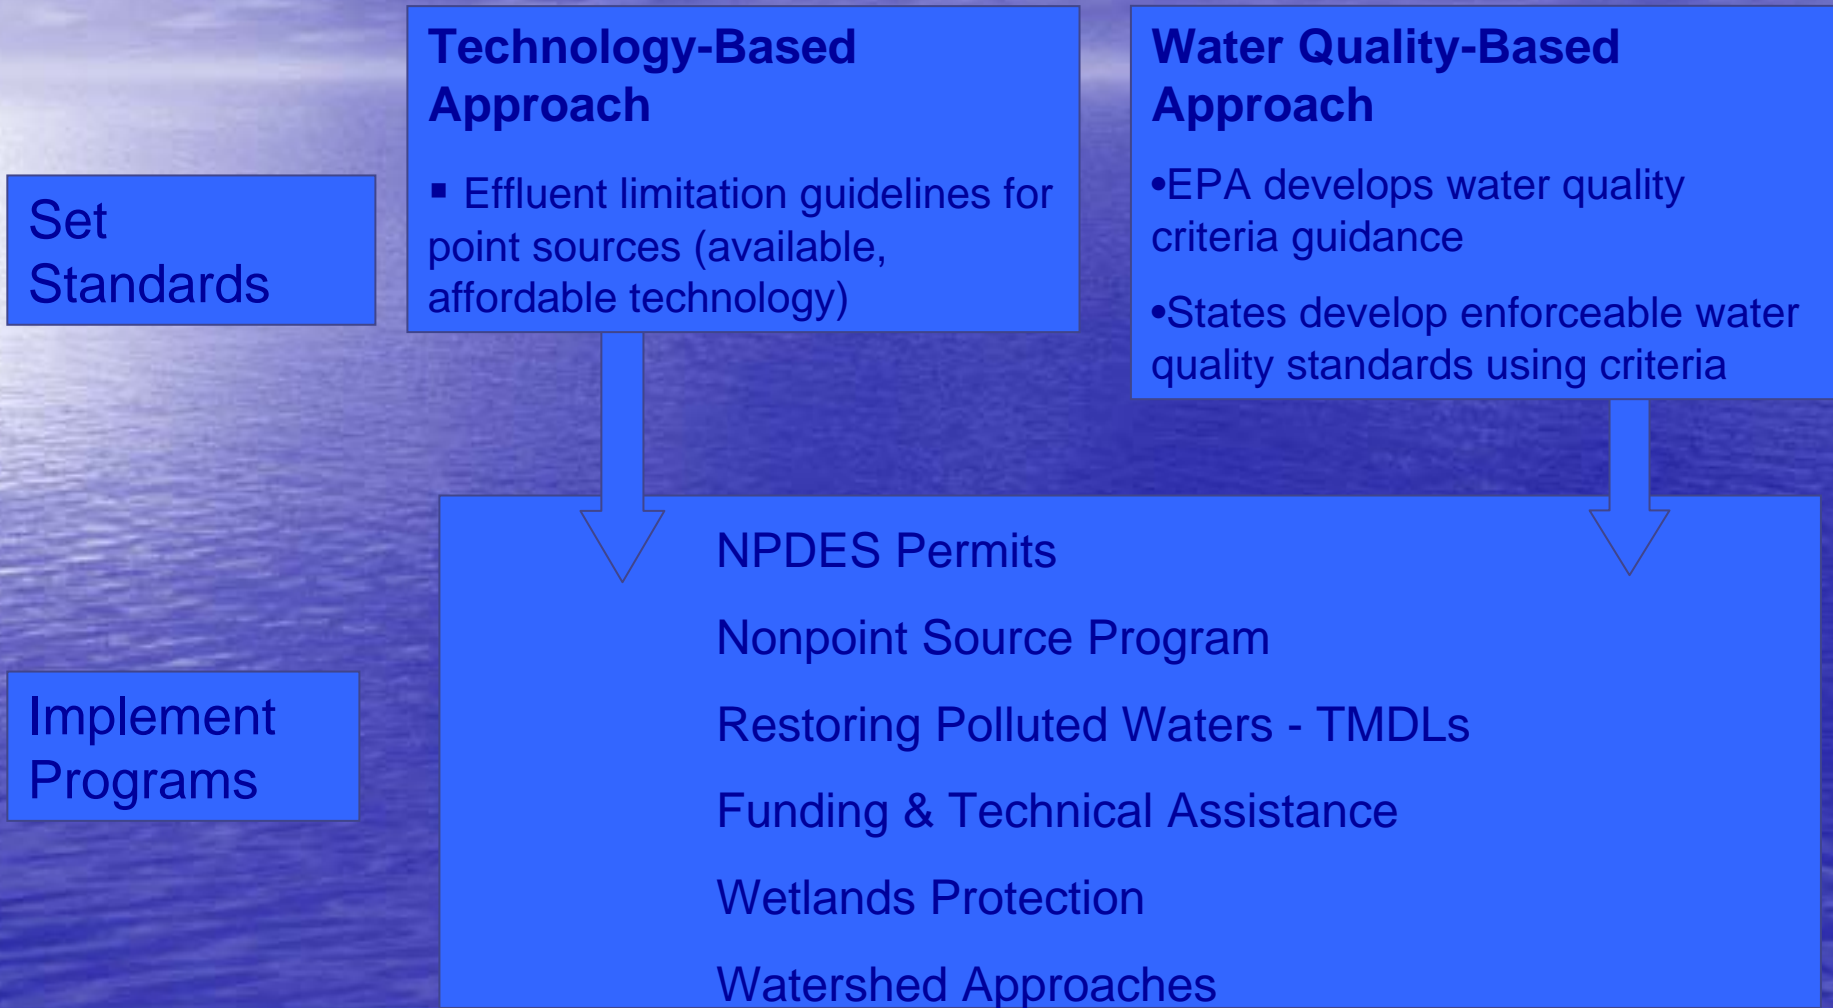 Technology-Based
Approach
▪ Effluent limitation guidelines for
point sources (available,
affordable technology)
Water Quality-Based
Approach
•EPA develops water quality
criteria guidance
•States develop enforceable water
quality standards using criteria
Set
Standards
NPDES Permits
Nonpoint Source Program
Restoring Polluted Waters - TMDLs
Funding & Technical Assistance
Wetlands Protection
Watershed Approaches
Implement
Programs